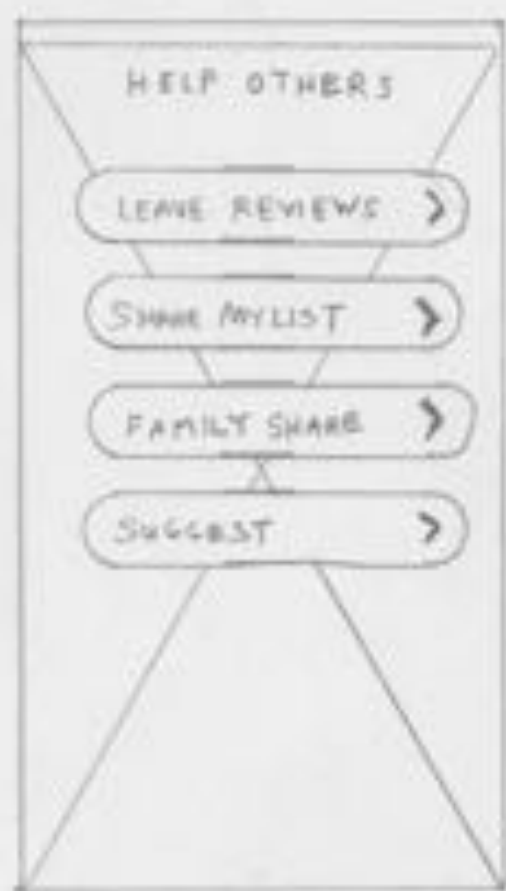 HELP OTHERS
LEAVE REVIEWS
SHARE MYLIST
FAMILY SHARE
SUGGEST